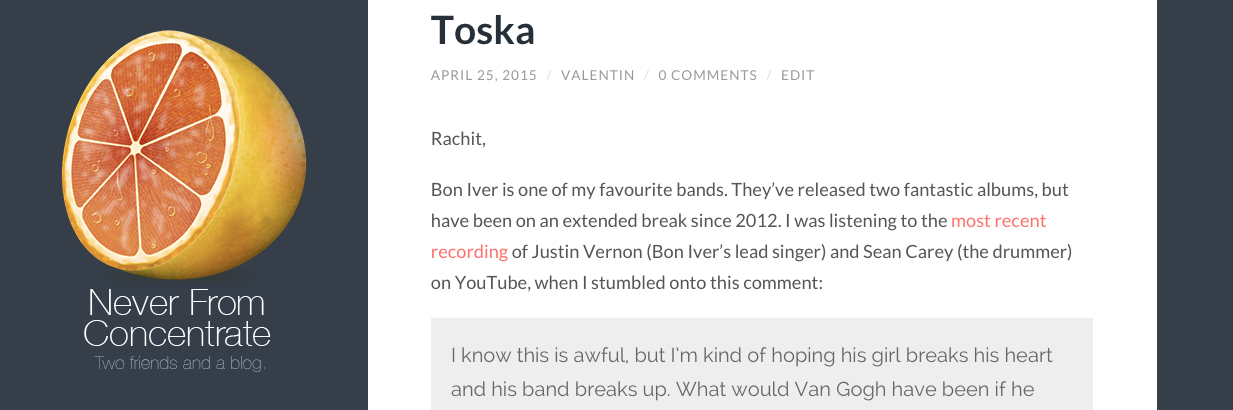 Never From
Concentrate
Two friends and a blog.
Toska
APRIL 25, 2015 / VALENTIN / 0 COMMENTS / EDIT
Rachit,
Bon Iver is one of my favourite bands. They’ve released two fantastic albums, but
have been on an extended break since 2012. I was listening to the most recent
recording of Justin Vernon (Bon Iver’s lead singer) and Sean Carey (the drummer)
on YouTube, when I stumbled onto this comment:
I know this is awful, but I’m kind of hoping his girl breaks his heart
and his band breaks up. What would Van Gogh have been if he